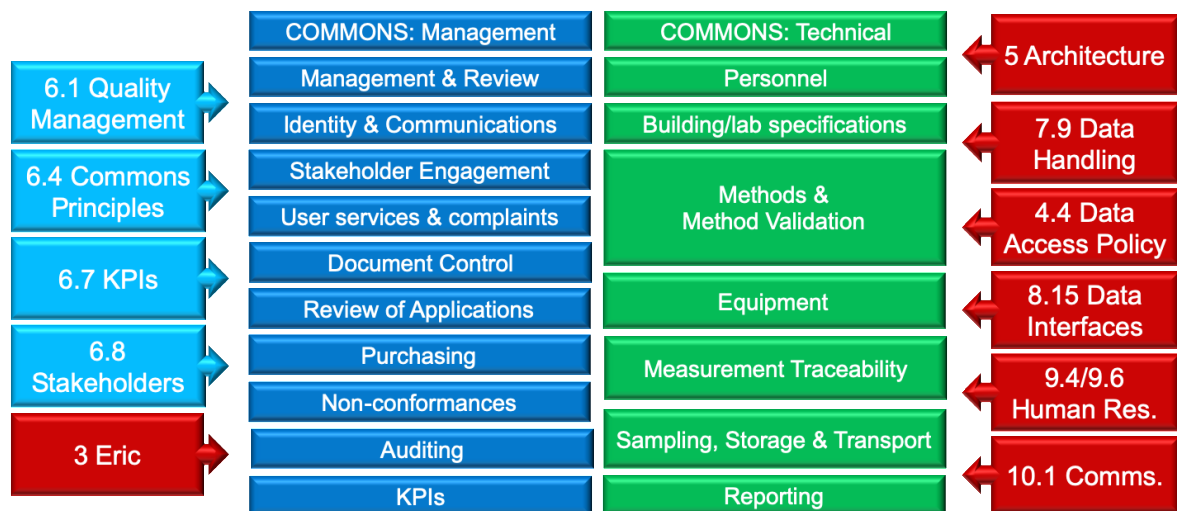 6.1 Quality
Management
6.4 Commons
Principles
6.7 KPIs
6.8
Stakeholders
3 Eric
COMMONS: Management
Management & Review
Identity & Communications
Stakeholder Engagement
User services & complaints
Document Control
Review of Applications
Purchasing
Non-conformances
Auditing
KPIs
COMMONS: Technical
Personnel
Building/lab specifications
Methods &
Method Validation
Equipment
Measurement Traceability
Sampling, Storage & Transport
Reporting
5 Architecture
7.9 Data
Handling
4.4 Data
Access Policy
8.15 Data
Interfaces
9.4/9.6
Human Res.
10.1 Comms.